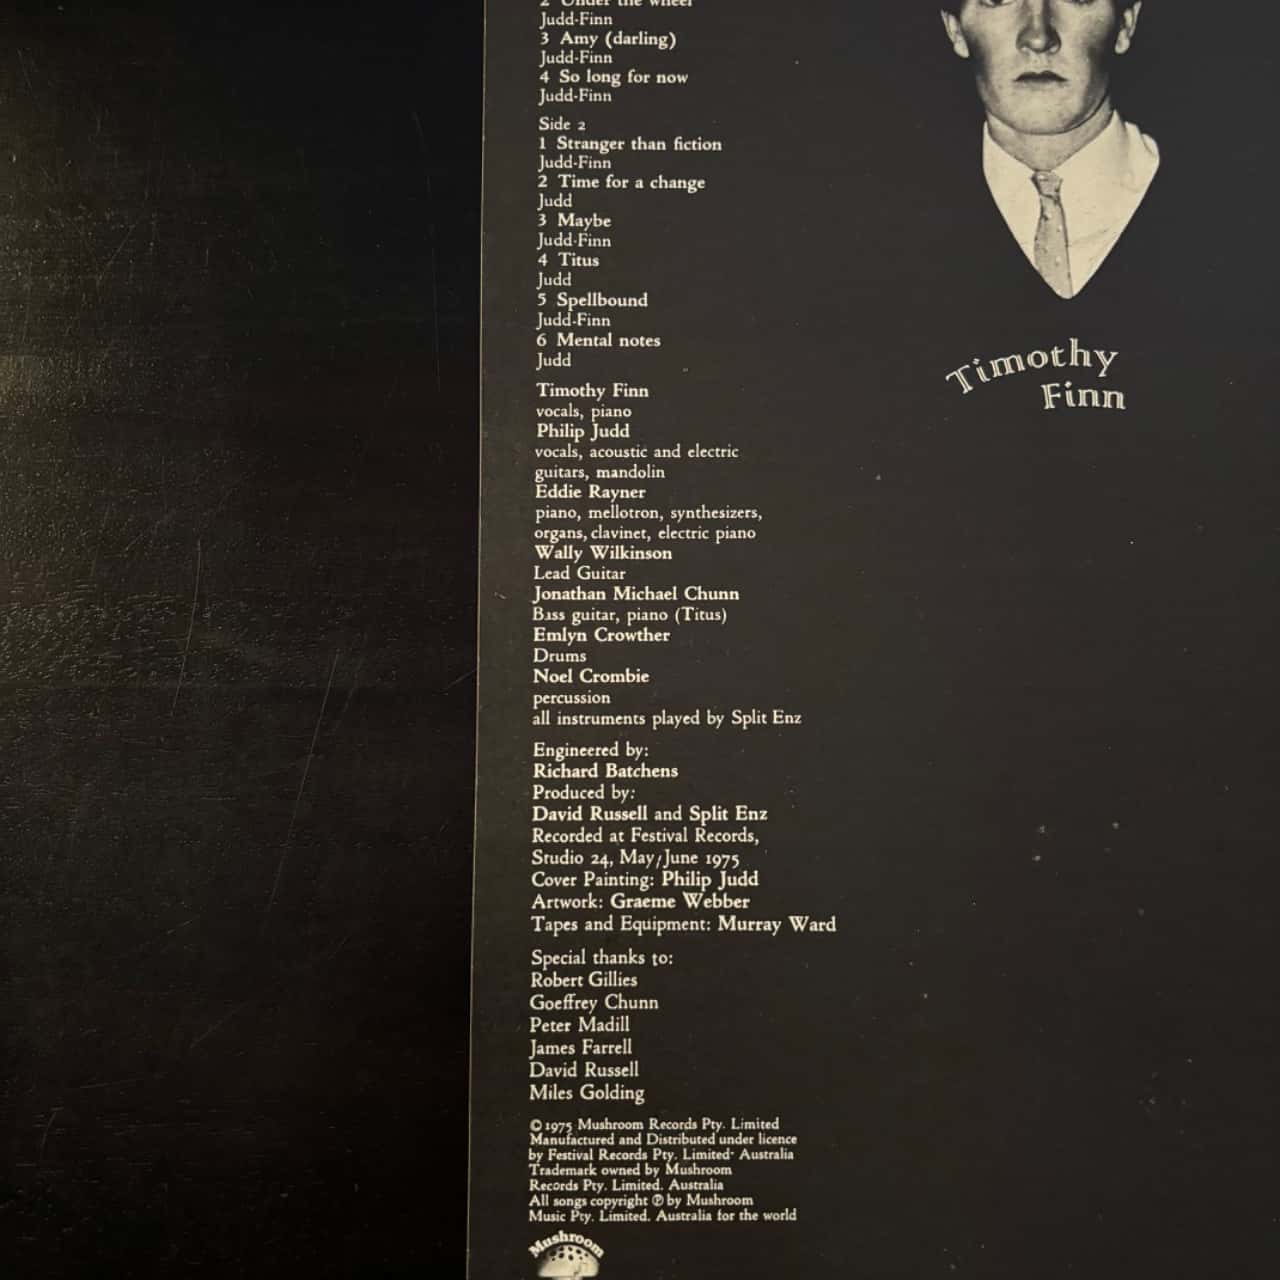 2 Under the wheel
Judd-Finn
3 Amy (darling)
Judd-Finn
4 So long for now
Judd-Finn
Side 2
1 Stranger than fiction
Judd-Finn
2 Time for a change
Judd
3 Maybe
Judd-Finn
4 Titus
Judd
5 Spellbound
Judd-Finn
6 Mental notes
Judd
Timothy Finn
vocals, piano
Philip Judd
vocals, acoustic and electric
guitars, mandolin
Eddie Rayner
piano, mellotron, synthesizers,
organs, clavinet, electric piano
Wally Wilkinson
Lead Guitar
Jonathan Michael Chunn
Bass guitar, piano (Titus)
Emlyn Crowther
Drums
Noel Crombie
percussion
all instruments played by Split Enz
Engineered by:
Richard Batchens
Produced by:
David Russell and Split Enz
Recorded at Festival Records,
Studio 24, May/June 1975
Cover Painting: Philip Judd
Artwork: Graeme Webber
Tapes and Equipment: Murray Ward
Special thanks to:
Robert Gillies
Goeffrey Chunn
Peter Madill
James Farrell
David Russell
Miles Golding
© 1975 Mushroom Records Pty. Limited
Manufactured and Distributed under licence
by Festival Records Pty. Limited- Australia
Trademark owned by Mushroom
Records Pty. Limited. Australia
All songs copyright ℗ by Mushroom
Music Pty. Limited. Australia for the world
Mushroom
Timothy
Finn